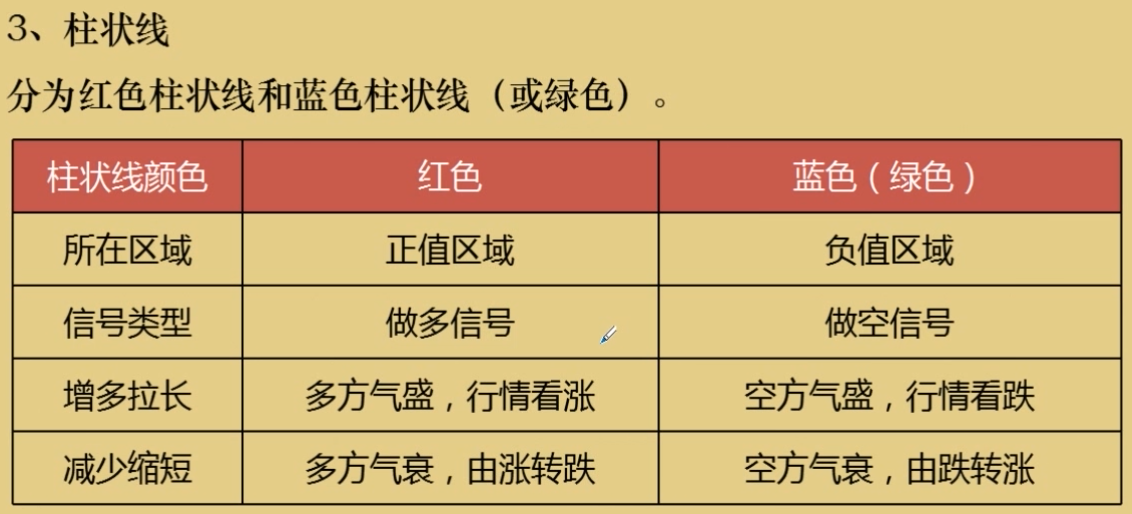 3、柱状线
分为红色柱状线和蓝色柱状线（或绿色）。
柱状线颜色 红色 蓝色（绿色）
所在区域 正值区域 负值区域
信号类型 做多信号 做空信号
增多拉长 多方气盛，行情看涨 空方气盛，行情看跌
减少缩短 多方气衰，由涨转跌 空方气衰，由跌转涨